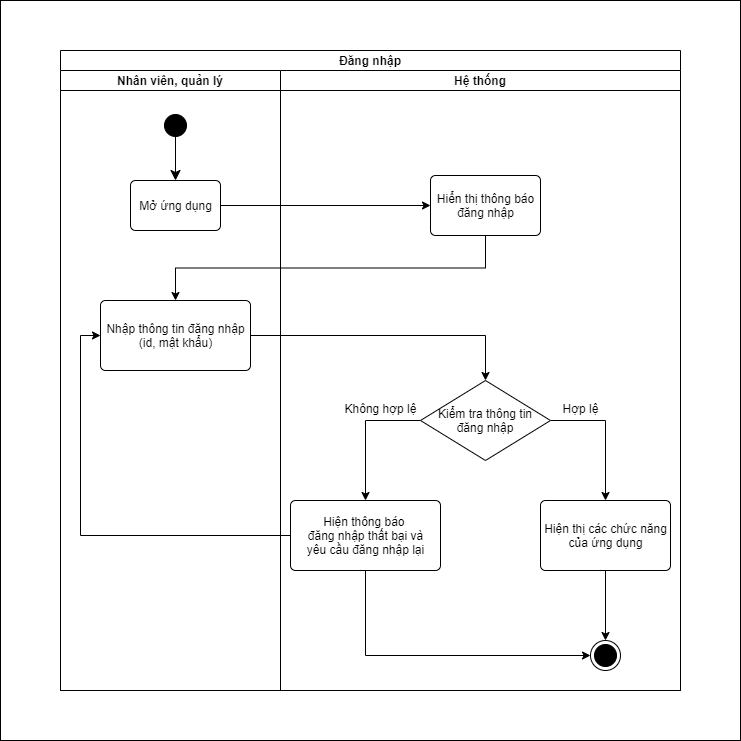 Đăng nhập
Nhân viên, quản lý
Hệ thống
Mở ứng dụng
Hiển thị thông báo
đăng nhập
Nhập thông tin đăng nhập
(id, mật khẩu)
Không hợp lệ
Kiểm tra thông tin
đăng nhập
Hợp lệ
Hiện thông báo
đăng nhập thất bại và
yêu cầu đăng nhập lại
Hiện thị các chức năng
của ứng dụng